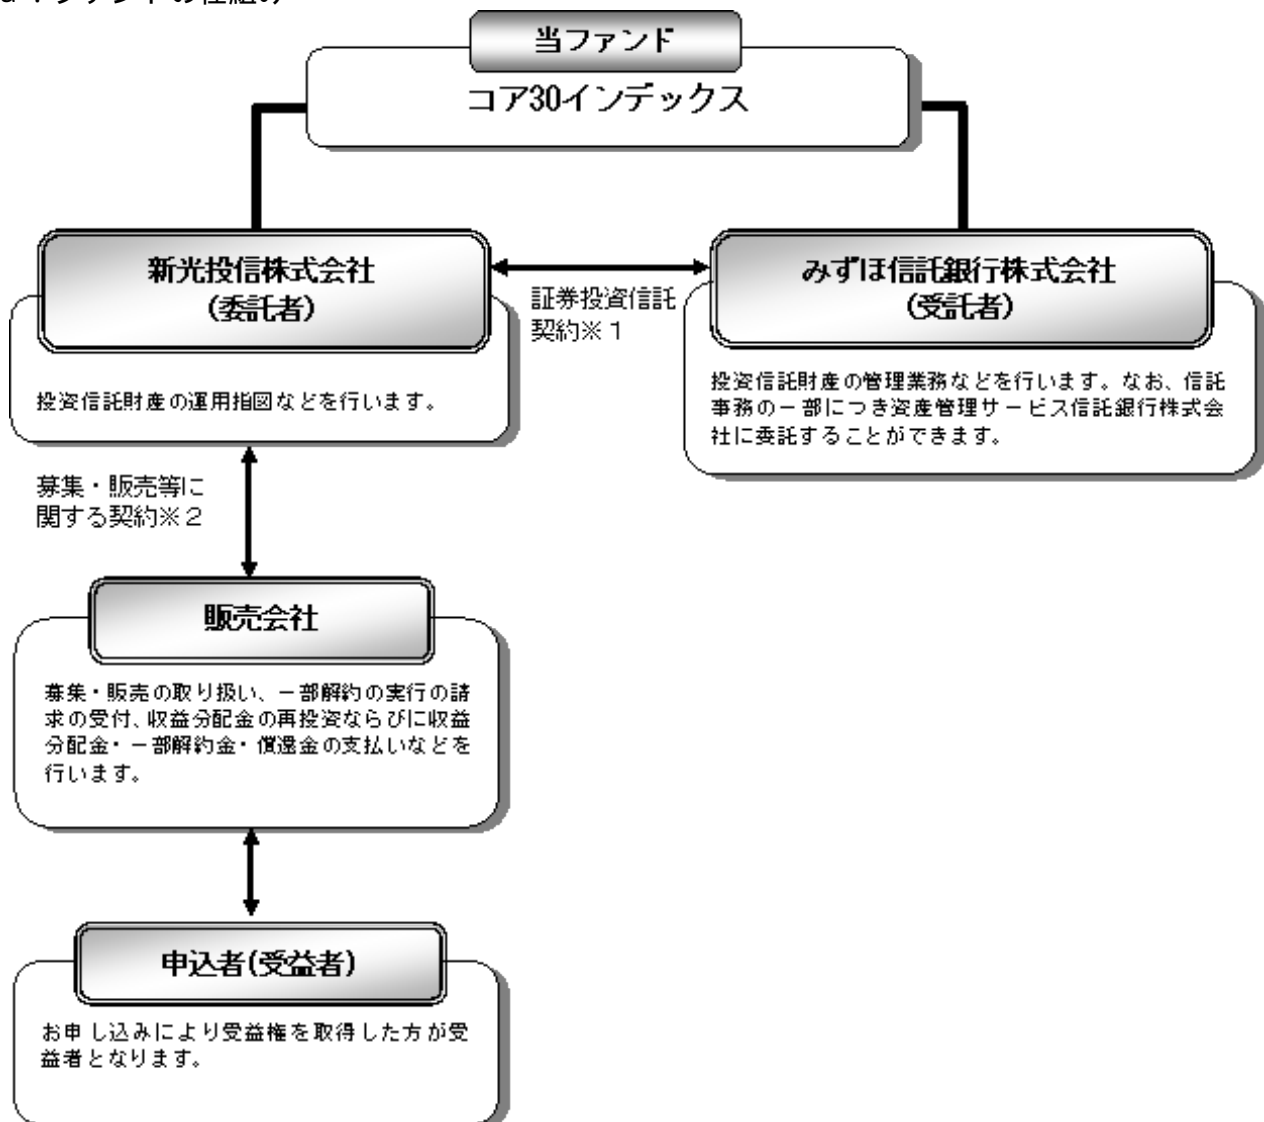 ファンドの仕組み
当ファンド
コア30インデックス
新光投信株式会社
(委託者)
投資信託財産の運用指図などを行います。
証券投資信託
契約※１
みずほ信託銀行株式会社
(受託者)
投資信託財産の管理業務などを行います。なお、信託
事務の一部につき資産管理サービス信託銀行株式会
社に委託することができます。
募集・販売等に
関する契約※２
販売会社
募集・販売の取り扱い、一部解約の実行の請
求の受付、収益分配金の再投資ならびに収益
分配金・一部解約金・償還金の支払いなどを
行います。
申込者(受益者)
お申し込みにより受益権を取得した方が受
益者となります。